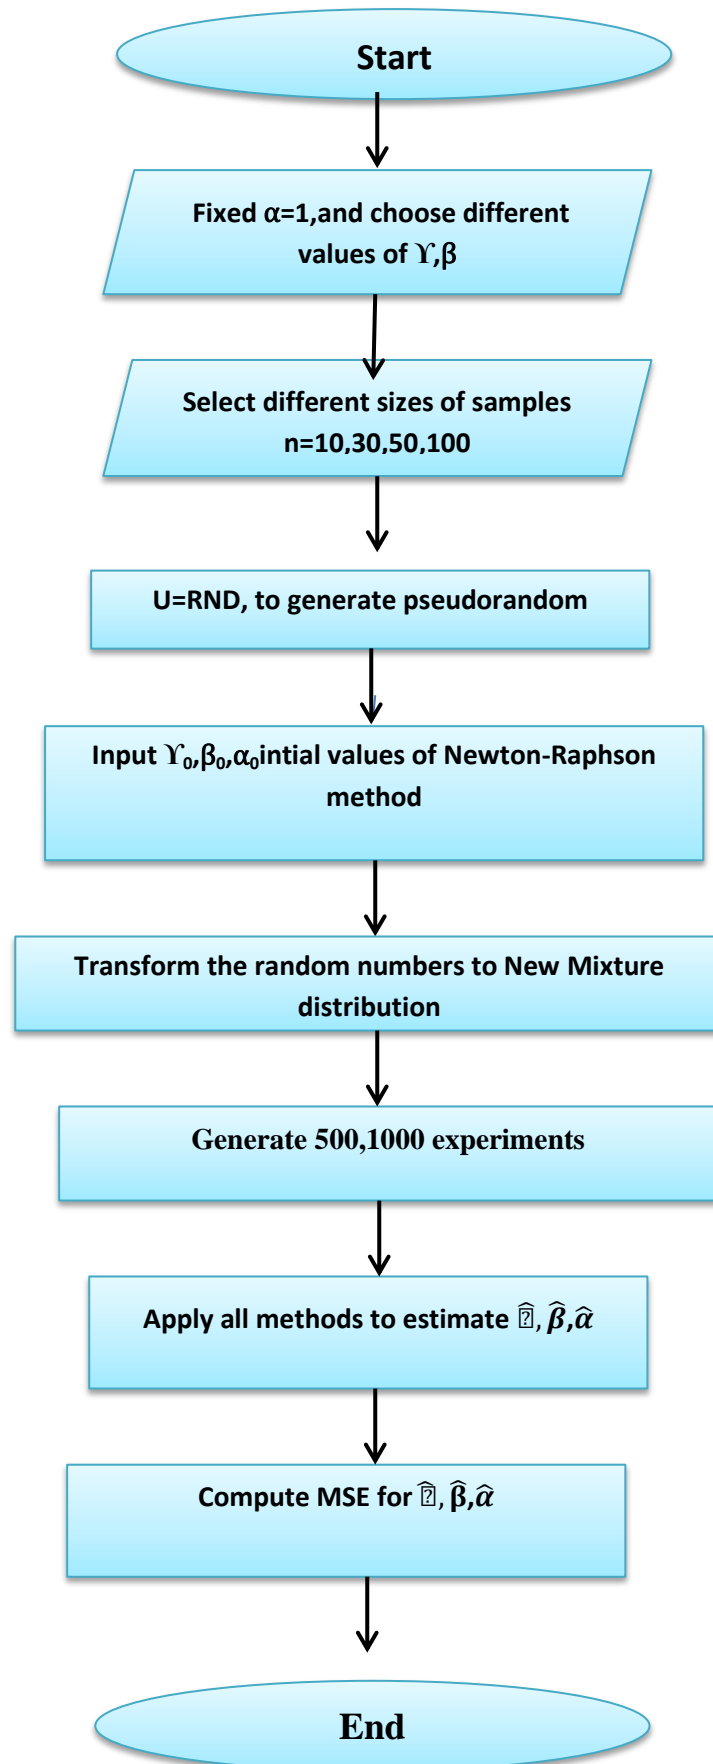 Start
Fixed α=1,and choose different
values of ϒ,β
Select different sizes of samples
n=10,30,50,100
U=RND, to generate pseudorandom
Input ϒ₀,β₀,α₀intial values of Newton-Raphson
method
Transform the random numbers to New Mixture
distribution
Generate 500,1000 experiments
Apply all methods to estimate , β̂,α̂
Compute MSE for , β̂,α̂
End